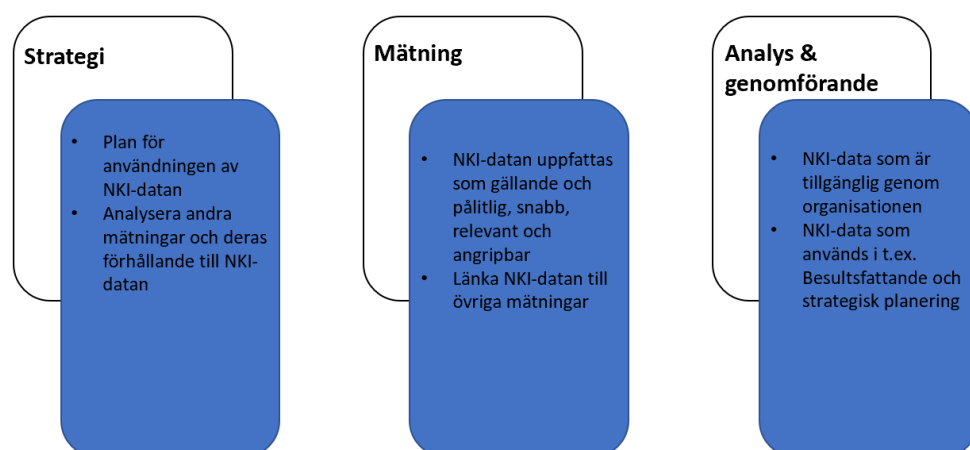 Strategi
• Plan för
användningen av
NKI-datan
• Analysera andra
mätningar och deras
förhållande till NKI-
datan
Mätning
• NKI-datan uppfattas
som gällande och
pålitlig, snabb,
relevant och
angripbar
• Länka NKI-datan till
övriga mätningar
Analys &
genomförande
• NKI-data som är
tillgänglig genom
organisationen
• NKI-data som
används i t.ex.
Besultsfattande och
strategisk planering